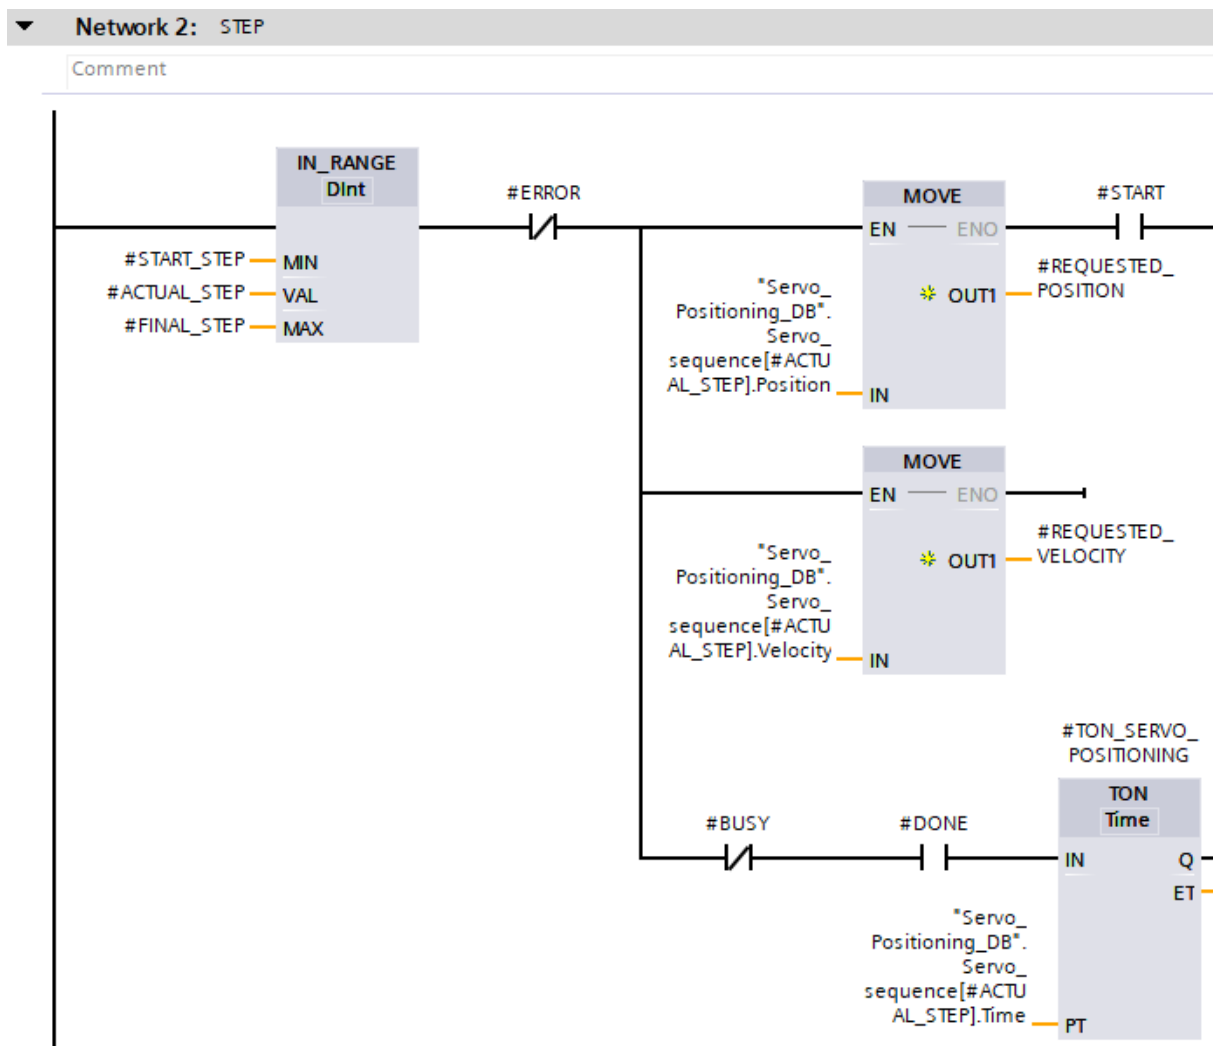 Network 2: STEP
Comment
IN_RANGE
DInt
#START_STEP MIN
#ACTUAL_STEP VAL
#FINAL_STEP MAX
#ERROR
MOVE
EN ENO
OUT1
#REQUESTED_
POSITION
"Servo_
Positioning_DB".
Servo_
sequence[#ACTU
AL_STEP].Position
IN
#START
MOVE
EN ENO
OUT1
#REQUESTED_
VELOCITY
"Servo_
Positioning_DB".
Servo_
sequence[#ACTU
AL_STEP].Velocity
IN
#BUSY
#DONE
#TON_SERVO_
POSITIONING
TON
Time
IN Q
ET
"Servo_
Positioning_DB".
Servo_
sequence[#ACTU
AL_STEP].Time
PT